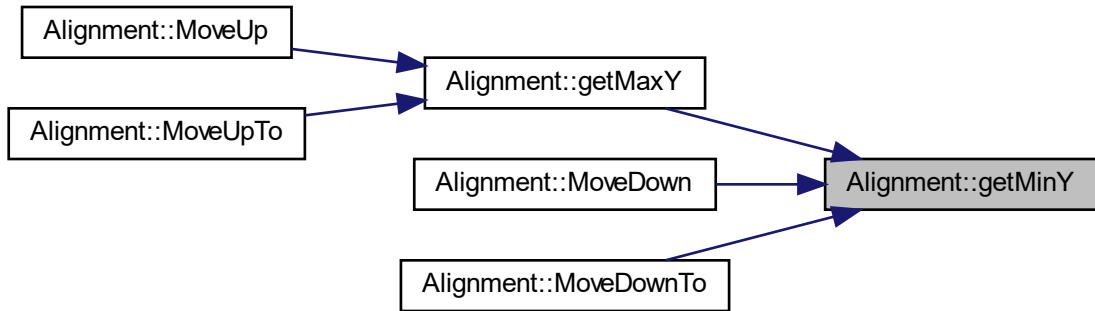 Alignment::MoveUp
Alignment::getMaxY
Alignment::MoveUpTo
Alignment::MoveDown
Alignment::getMinY
Alignment::MoveDownTo